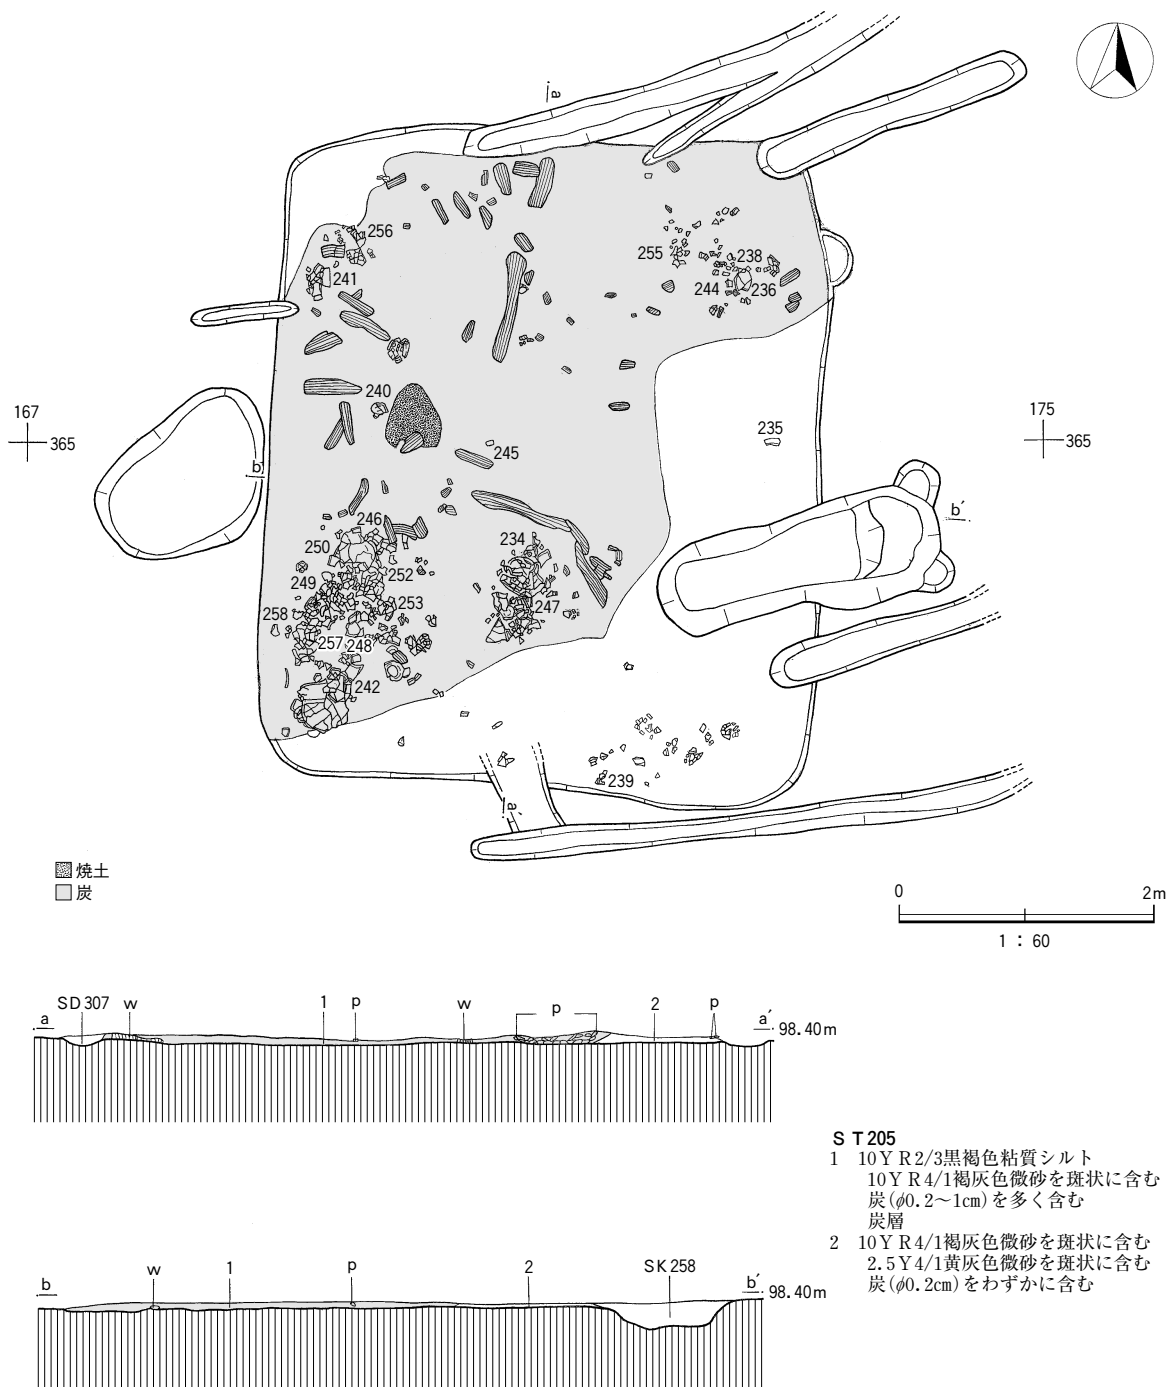 a
256
241
255
238
244
236
167
365
240
245
235
175
365
b
b′
246
250
252
249
253
258
257
248
242
234
247
239
a′
焼土
炭
0 2m
1 : 60
a SD307 w 1 p w p 2 p a′ 98.40m
ST205
1 10YR2/3黒褐色粘質シルト
10YR4/1褐灰色微砂を斑状に含む
炭(φ0.2～1㎝)を多く含む
炭層
2 10YR4/1褐灰色微砂を斑状に含む
2.5Y4/1黄灰色微砂を斑状に含む
炭(φ0.2㎝)をわずかに含む
b w 1 p 2 SK258 b′ 98.40m